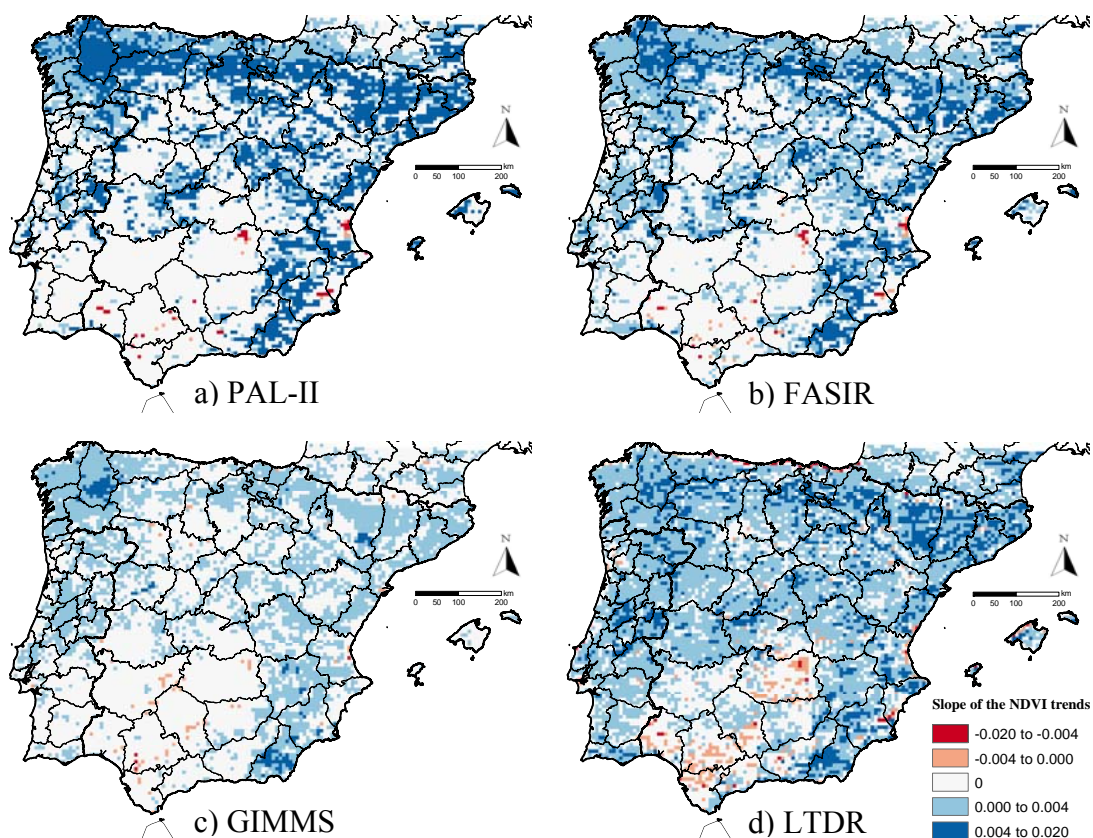 N
0 50 100 200
km
a) PAL-II
N
0 50 100 200
km
b) FASIR
N
0 50 100 200
km
c) GIMMS
N
0 50 100 200
km
Slope of the NDVI trends
-0.020 to -0.004
-0.004 to 0.000
0
0.000 to 0.004
0.004 to 0.020
d) LTDR